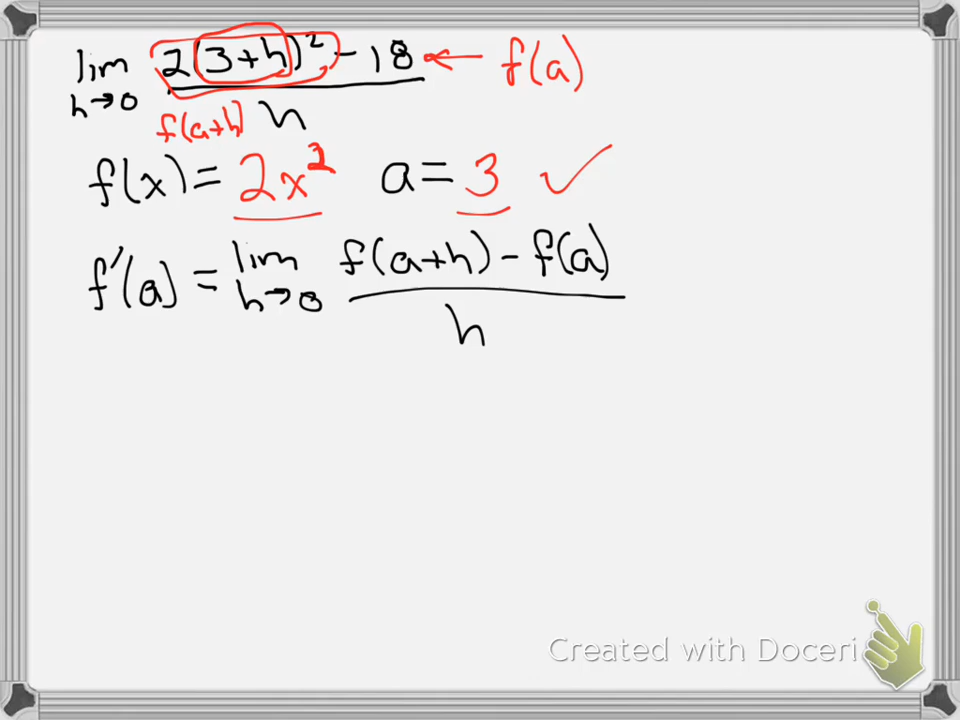 lim h→0 2(3+h)² - 18 ← f(a)
f(a+h) h
f(x) = 2x² a = 3 ✓
f'(a) = lim h→0 f(a+h) - f(a)
h
Created with Doceri